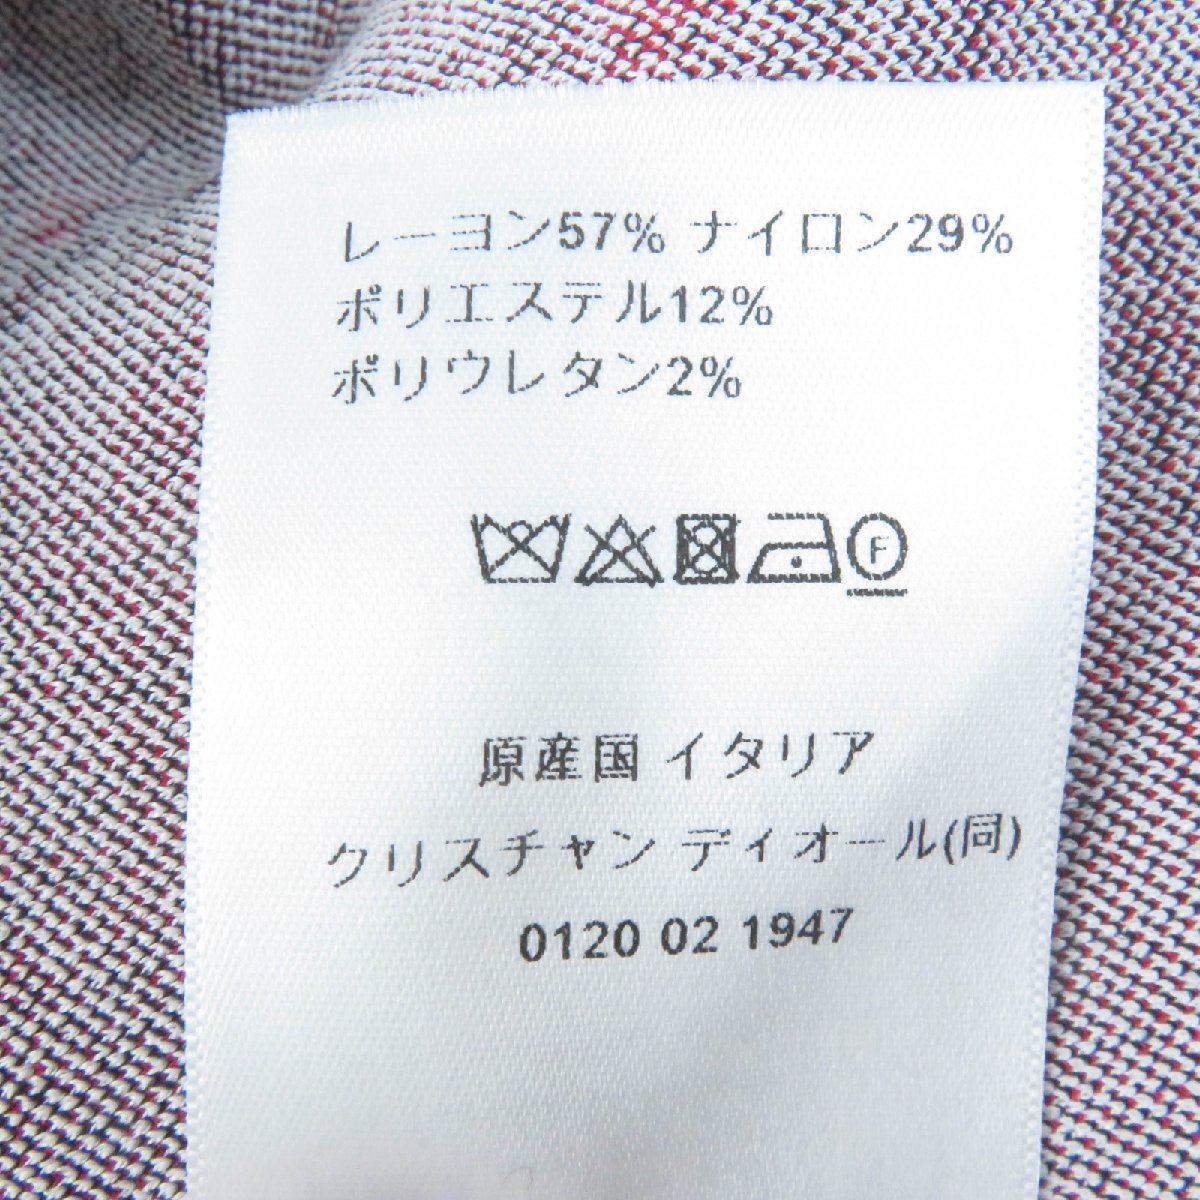 レーヨン57% ナイロン29%
ポリエステル12%
ポリウレタン2%
F
原産国 イタリア
クリスチャン ディオール(同)
0120 02 1947